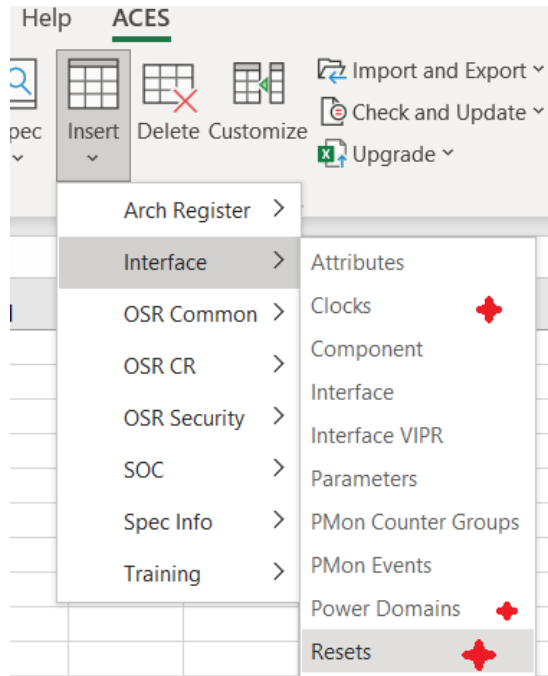 Help ACES
Import and Export
pec Insert Delete Customize
Check and Update
Upgrade
Arch Register
Interface
OSR Common
OSR CR
OSR Security
SOC
Spec Info
Training
Attributes
Clocks
Component
Interface
Interface VIPR
Parameters
PMon Counter Groups
PMon Events
Power Domains
Resets